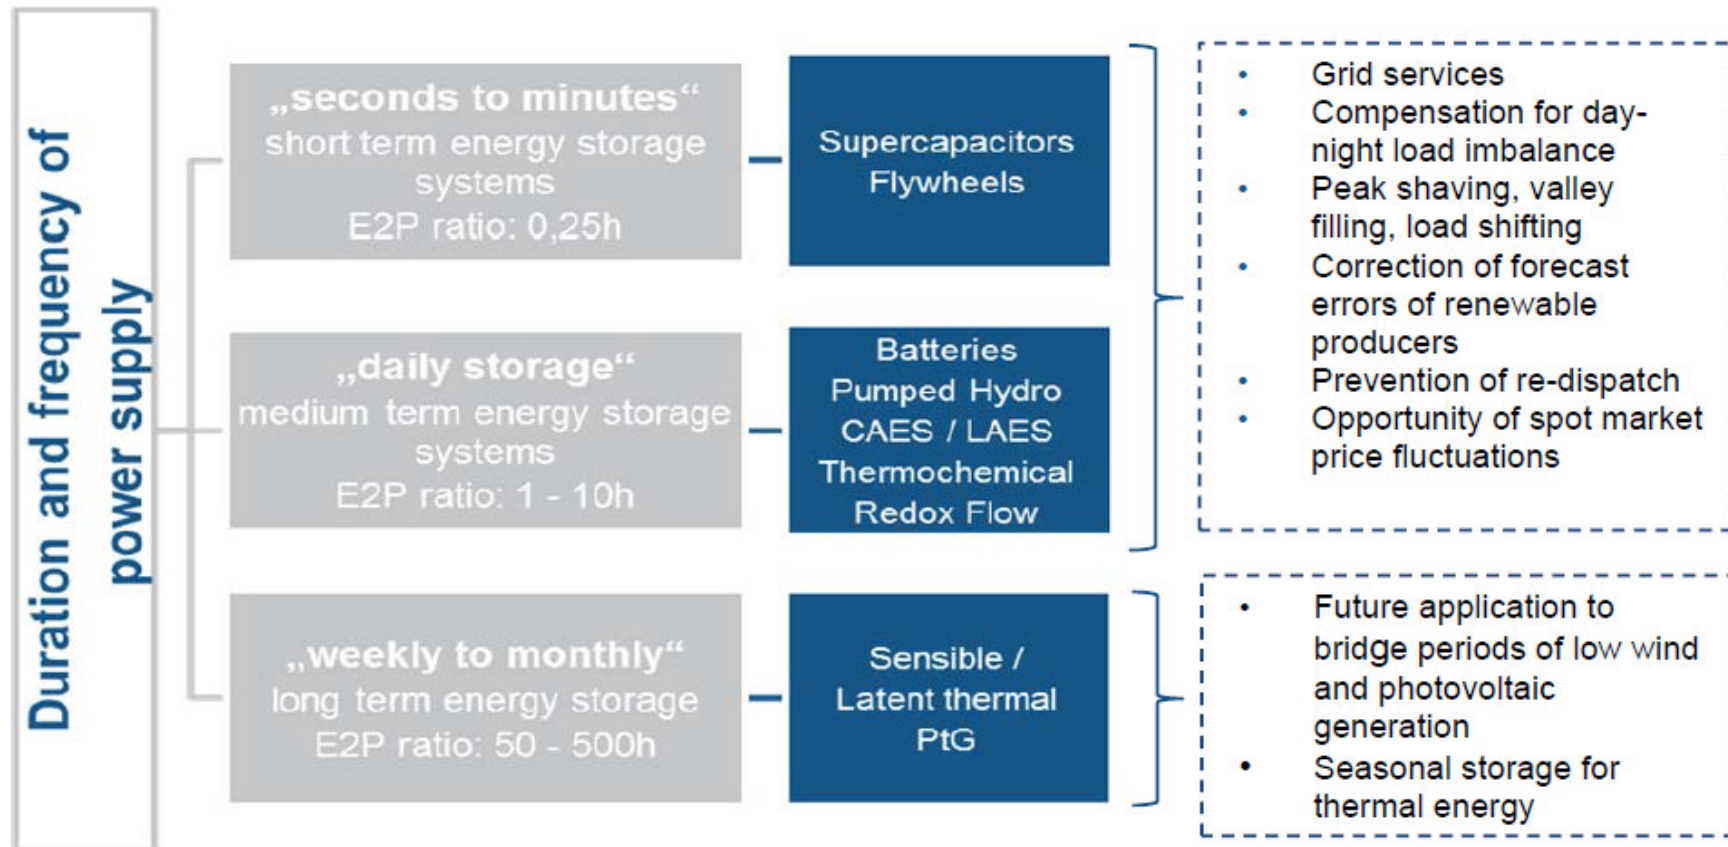 Duration and frequency of
power supply
„seconds to minutes“
short term energy storage
systems
E2P ratio: 0,25h
Supercapacitors
Flywheels
„daily storage“
medium term energy storage
systems
E2P ratio: 1 - 10h
Batteries
Pumped Hydro
CAES / LAES
Thermochemical
Redox Flow
„weekly to monthly“
long term energy storage
E2P ratio: 50 - 500h
Sensible /
Latent thermal
PtG
• Grid services
• Compensation for day-
night load imbalance
• Peak shaving, valley
filling, load shifting
• Correction of forecast
errors of renewable
producers
• Prevention of re-dispatch
• Opportunity of spot market
price fluctuations
• Future application to
bridge periods of low wind
and photovoltaic
generation
• Seasonal storage for
thermal energy